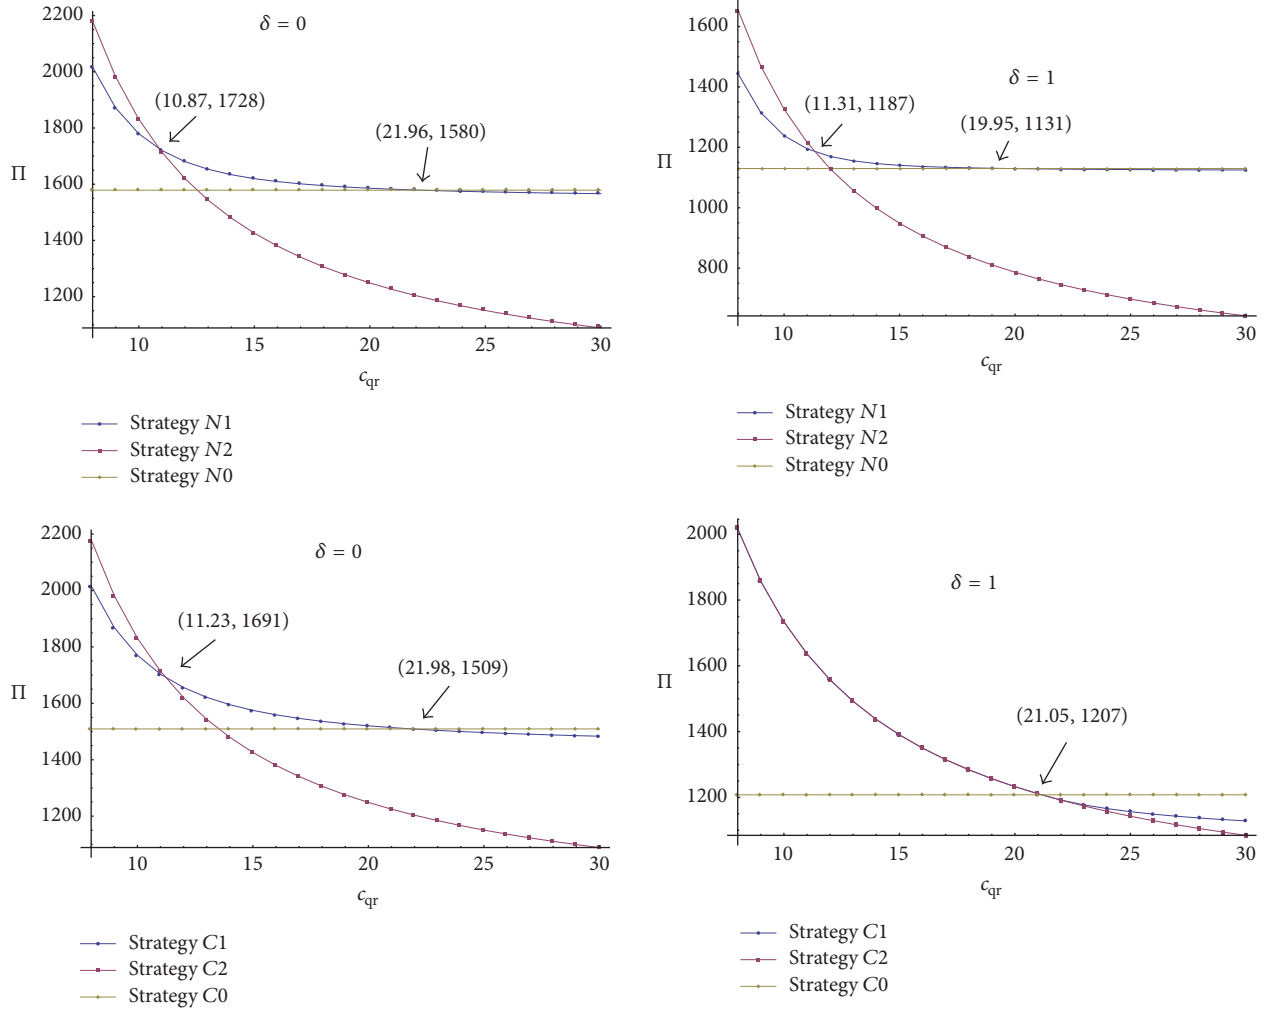 2200
2000
1800
1600
1400
1200
Π
δ = 0
(10.87, 1728)
(21.96, 1580)
10 15 20 25 30
c_qr
Strategy N1
Strategy N2
Strategy N0
1600
1400
1200
1000
800
Π
δ = 1
(11.31, 1187)
(19.95, 1131)
10 15 20 25 30
c_qr
Strategy N1
Strategy N2
Strategy N0
2200
2000
1800
1600
1400
1200
Π
δ = 0
(11.23, 1691)
(21.98, 1509)
10 15 20 25 30
c_qr
Strategy C1
Strategy C2
Strategy C0
2000
1800
1600
1400
1200
Π
δ = 1
(21.05, 1207)
10 15 20 25 30
c_qr
Strategy C1
Strategy C2
Strategy C0